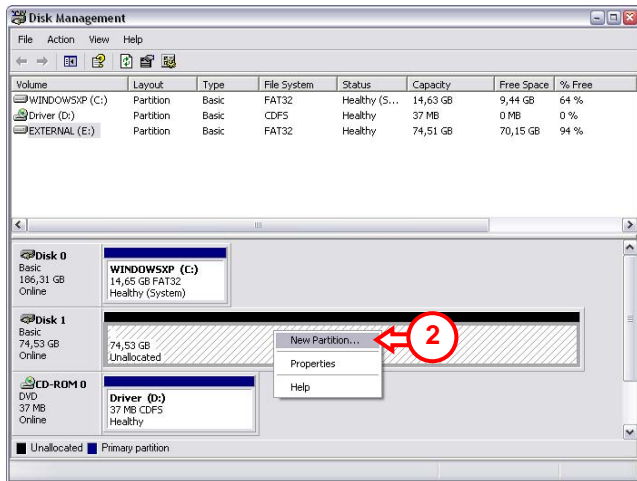 Disk Management
File Action View Help
Volume Layout Type File System Status Capacity Free Space % Free
WINDOWSXP (C:) Partition Basic FAT32 Healthy (S... 14,63 GB 9,44 GB 64 %
Driver (D:) Partition Basic CDFS Healthy 37 MB 0 MB 0 %
EXTERNAL (E:) Partition Basic FAT32 Healthy 74,51 GB 70,15 GB 94 %
Disk 0
Basic
186,31 GB
Online
WINDOWSXP (C:)
14,65 GB FAT32
Healthy (System)
Disk 1
Basic
74,53 GB
Online
74,53 GB
Unallocated
New Partition...
Properties
Help
2
CD-ROM 0
DVD
37 MB
Online
Driver (D:)
37 MB CDFS
Healthy
Unallocated Primary partition